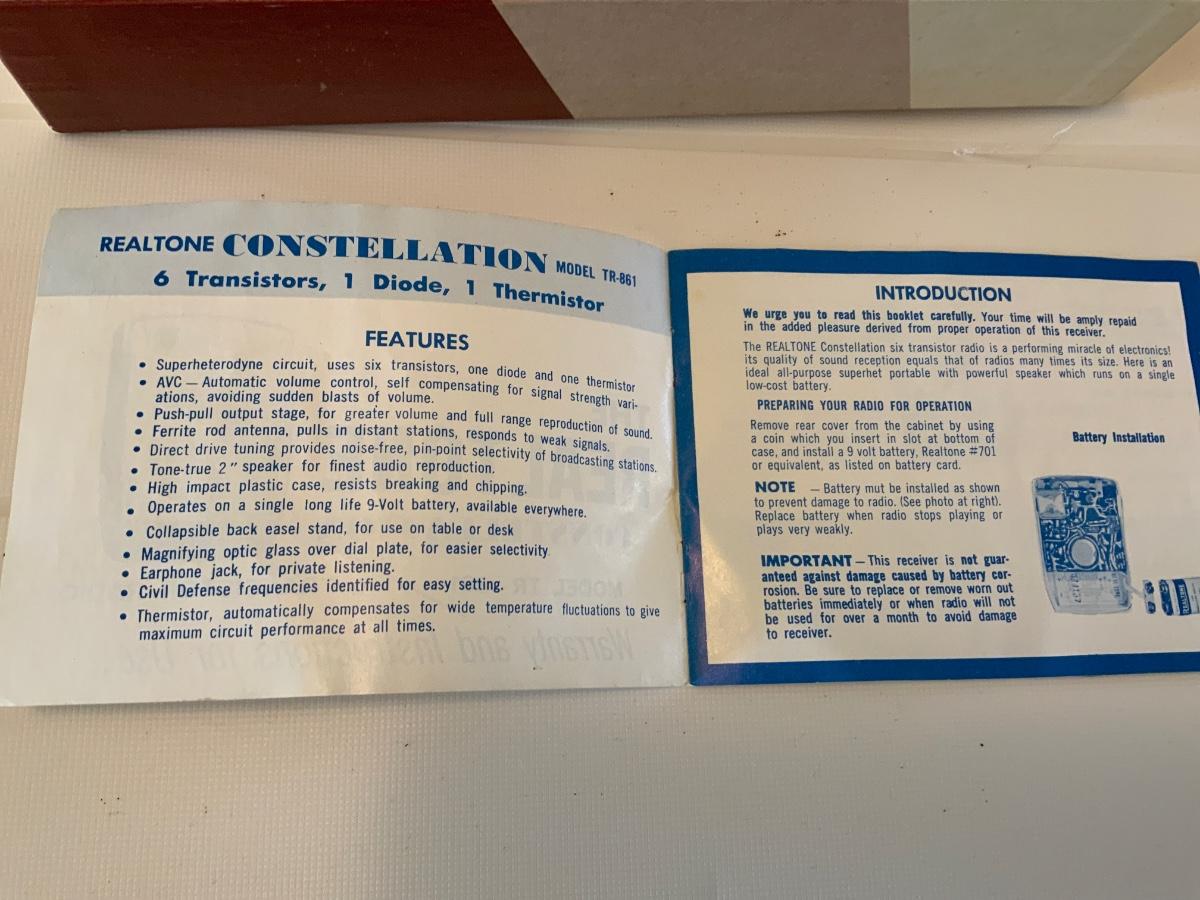 REALTONE CONSTELLATION MODEL TR-861
6 Transistors, 1 Diode, 1 Thermistor
FEATURES
• Superheterodyne circuit, uses six transistors, one diode and one thermistor
• AVC — Automatic volume control, self compensating for signal strength vari-
ations, avoiding sudden blasts of volume.
• Push-pull output stage, for greater volume and full range reproduction of sound.
• Ferrite rod antenna, pulls in distant stations, responds to weak signals.
• Direct drive tuning provides noise-free, pin-point selectivity of broadcasting stations.
• Tone-true 2" speaker for finest audio reproduction.
• High impact plastic case, resists breaking and chipping.
• Operates on a single long life 9-Volt battery, available everywhere.
• Collapsible back easel stand, for use on table or desk
• Magnifying optic glass over dial plate, for easier selectivity
• Earphone jack, for private listening.
• Civil Defense frequencies identified for easy setting.
• Thermistor, automatically compensates for wide temperature fluctuations to give
maximum circuit performance at all times.
INTRODUCTION
We urge you to read this booklet carefully. Your time will be amply repaid
in the added pleasure derived from proper operation of this receiver.
The REALTONE Constellation six transistor radio is a performing miracle of electronics!
its quality of sound reception equals that of radios many times its size. Here is an
ideal all-purpose superhet portable with powerful speaker which runs on a single
low-cost battery.
PREPARING YOUR RADIO FOR OPERATION
Remove rear cover from the cabinet by using
a coin which you insert in slot at bottom of
case, and install a 9 volt battery, Realtone #701
or equivalent, as listed on battery card.
NOTE — Battery mut be installed as shown
to prevent damage to radio. (See photo at right).
Replace battery when radio stops playing or
plays very weakly.
IMPORTANT — This receiver is not guar-
anteed against damage caused by battery cor-
rosion. Be sure to replace or remove worn out
batteries immediately or when radio will not
be used for over a month to avoid damage
to receiver.
Battery Installation
REALTONE